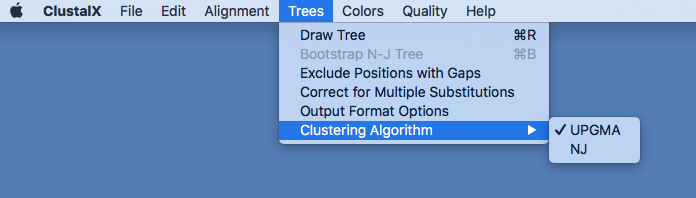 ClustalX File Edit Alignment Trees Colors Quality Help
Draw Tree ⌘R
Bootstrap N-J Tree ⌘B
Exclude Positions with Gaps
Correct for Multiple Substitutions
Output Format Options
Clustering Algorithm
UPGMA
NJ